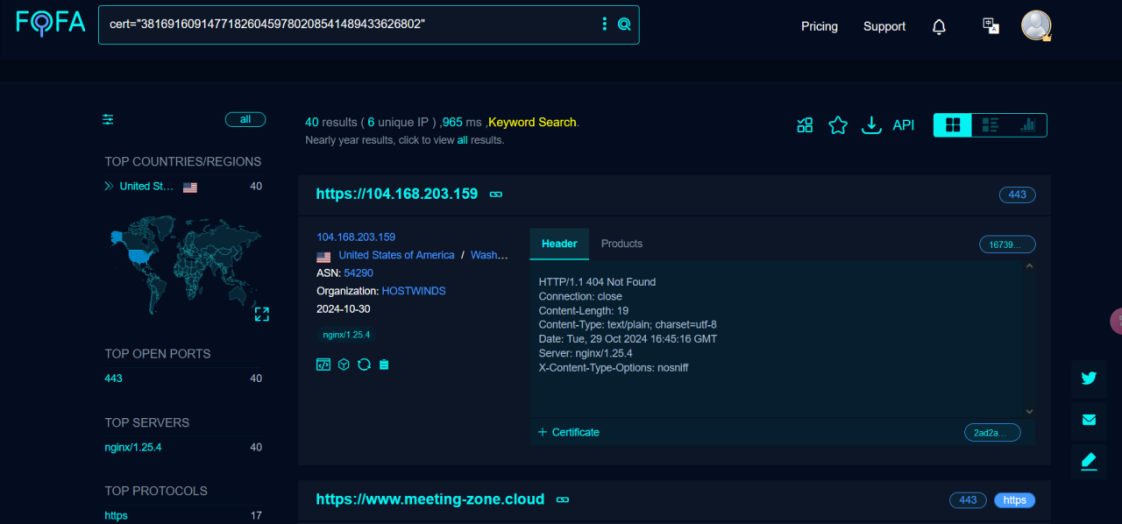 FOFA
cert="38169160914771826045978020854148943362​6802"
Pricing
Support
all
40 results ( 6 unique IP ) ,965 ms ,Keyword Search.
Nearly year results, click to view all results.
API
TOP COUNTRIES/REGIONS
United St... 40
https://104.168.203.159
443
104.168.203.159
United States of America / Wash...
ASN: 54290
Organization: HOSTWINDS
2024-10-30
nginx/1.25.4
Header
Products
16739...
HTTP/1.1 404 Not Found
Connection: close
Content-Length: 19
Content-Type: text/plain; charset=utf-8
Date: Tue, 29 Oct 2024 16:45:16 GMT
Server: nginx/1.25.4
X-Content-Type-Options: nosniff
+ Certificate
2ad2a...
TOP OPEN PORTS
443 40
TOP SERVERS
nginx/1.25.4 40
TOP PROTOCOLS
https 17
https://www.meeting-zone.cloud
443
https